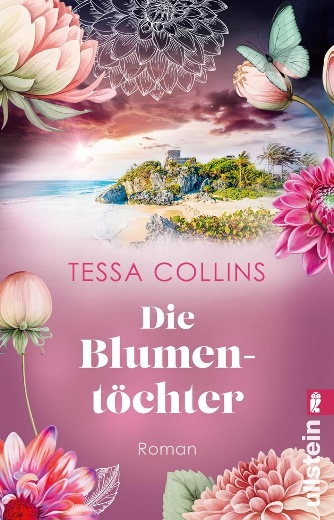 TESSA COLLINS
Die
Blumen-
töchter
Roman
ullstein